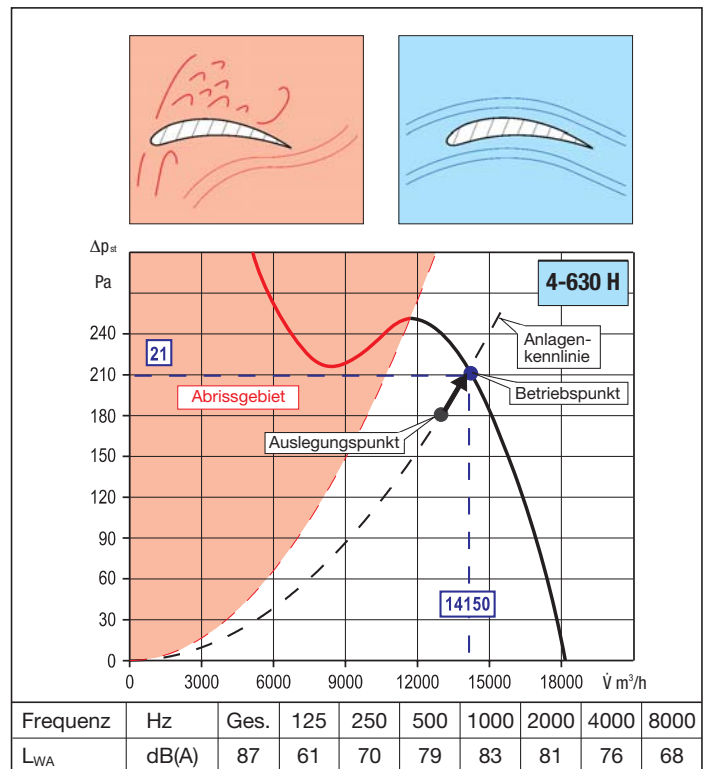 Δpst
Pa
4-630 H
240
21
Anlagen-
kennlinie
210
Abrissgebiet
Betriebspunkt
180
Auslegungspunkt
150
120
90
60
30
14150
0
0 3000 6000 9000 12000 15000 18000 V̇ m³/h
Frequenz Hz Ges. 125 250 500 1000 2000 4000 8000
LWA dB(A) 87 61 70 79 83 81 76 68